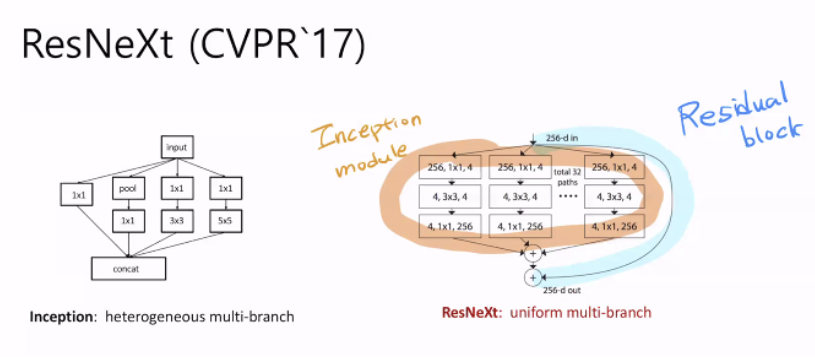 ResNeXt (CVPR`17)
Inception
module
Residual
block
input
1x1
pool
1x1
1x1
1x1
3x3
5x5
concat
Inception: heterogeneous multi-branch
256-d in
256, 1x1, 4
256, 1x1, 4
total 32
paths
256, 1x1, 4
4, 3x3, 4
4, 3x3, 4
....
4, 3x3, 4
4, 1x1, 256
4, 1x1, 256
4, 1x1, 256
+
+
256-d out
ResNeXt: uniform multi-branch